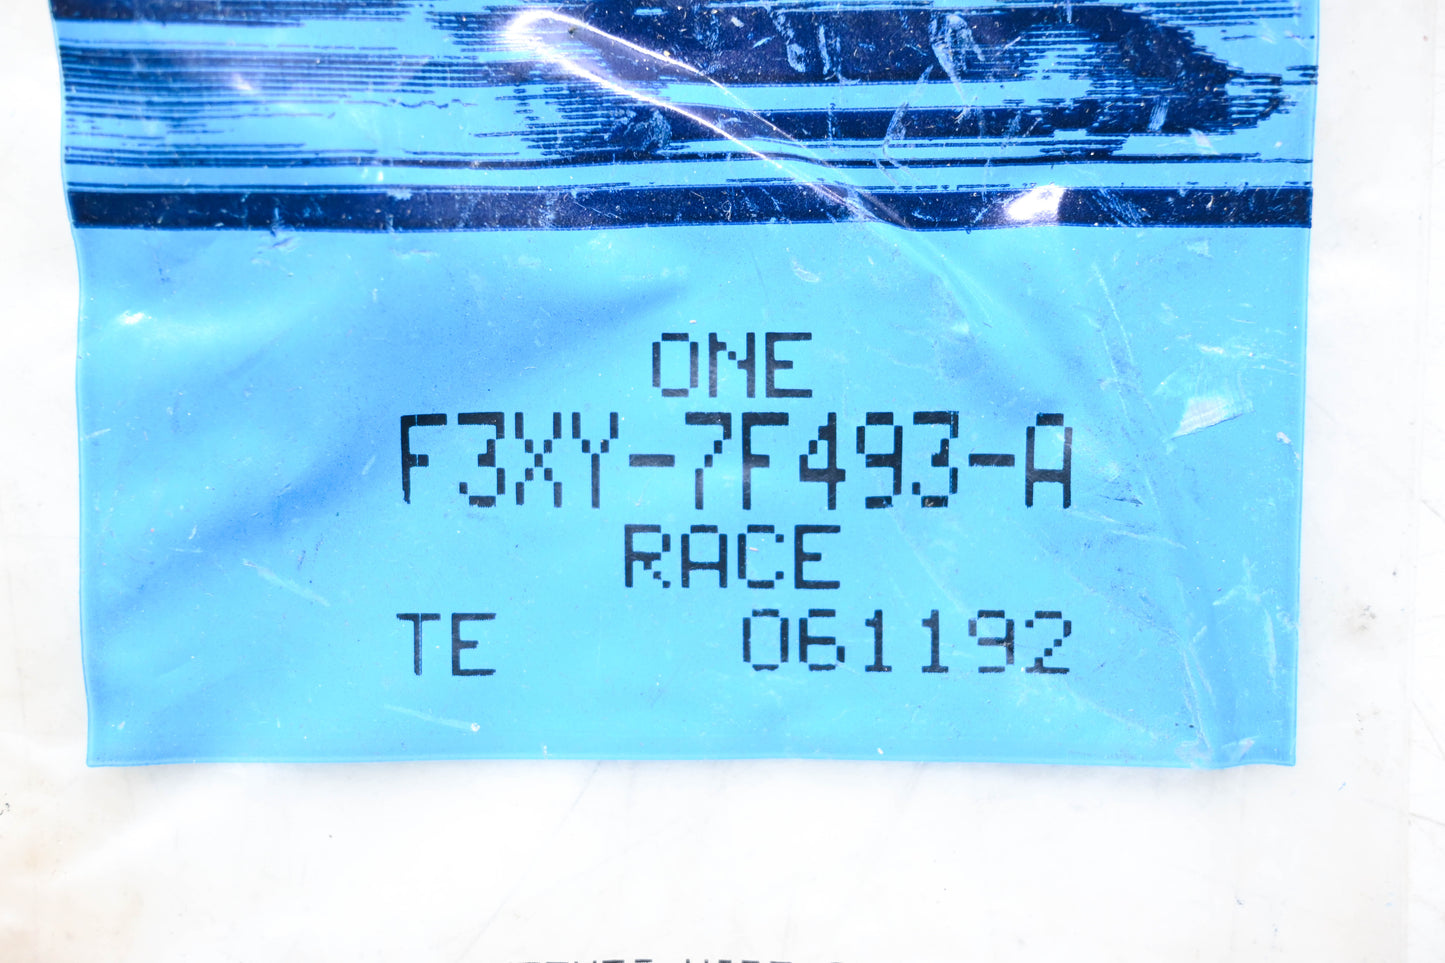 ONE
F3XY-7F493-A
RACE
TE 061192